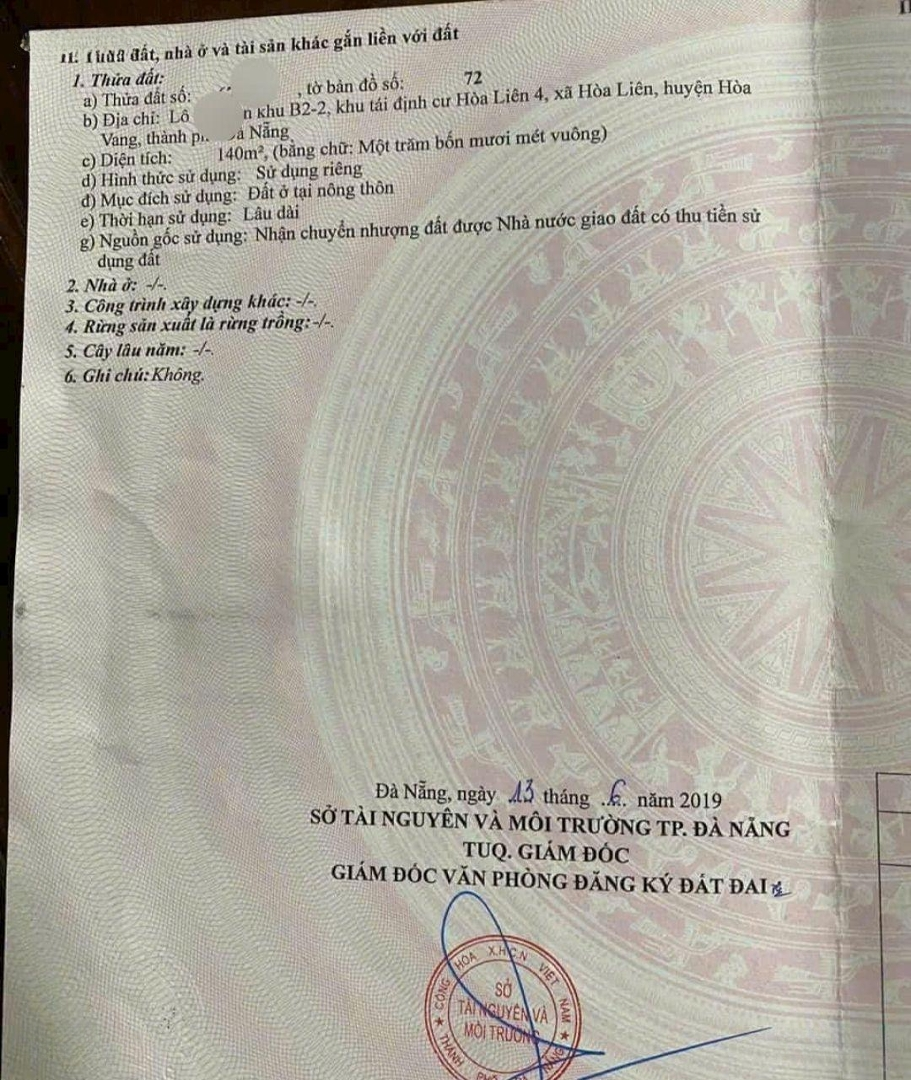 II. Thửa đất, nhà ở và tài sản khác gắn liền với đất
1. Thửa đất:
a) Thửa đất số: , tờ bản đồ số: 72
b) Địa chỉ: Lô n khu B2-2, khu tái định cư Hòa Liên 4, xã Hòa Liên, huyện Hòa
Vang, thành à Nẵng
c) Diện tích: 140m², (bằng chữ: Một trăm bốn mươi mét vuông)
d) Hình thức sử dụng: Sử dụng riêng
đ) Mục đích sử dụng: Đất ở tại nông thôn
e) Thời hạn sử dụng: Lâu dài
g) Nguồn gốc sử dụng: Nhận chuyển nhượng đất được Nhà nước giao đất có thu tiền sử
dụng đất
2. Nhà ở: -/-.
3. Công trình xây dựng khác: -/-.
4. Rừng sản xuất là rừng trồng: -/-.
5. Cây lâu năm: -/-.
6. Ghi chú: Không.
Đà Nẵng, ngày 13 tháng 6. năm 2019
SỞ TÀI NGUYÊN VÀ MÔI TRƯỜNG TP. ĐÀ NẴNG
TUQ. GIÁM ĐỐC
GIÁM ĐỐC VĂN PHÒNG ĐĂNG KÝ ĐẤT ĐAI
CỘNG HÒA X.H.C.N VIỆT NAM
SỞ
TÀI NGUYÊN VÀ
MÔI TRƯỜNG
★ THÀNH PHỐ NẴNG ★